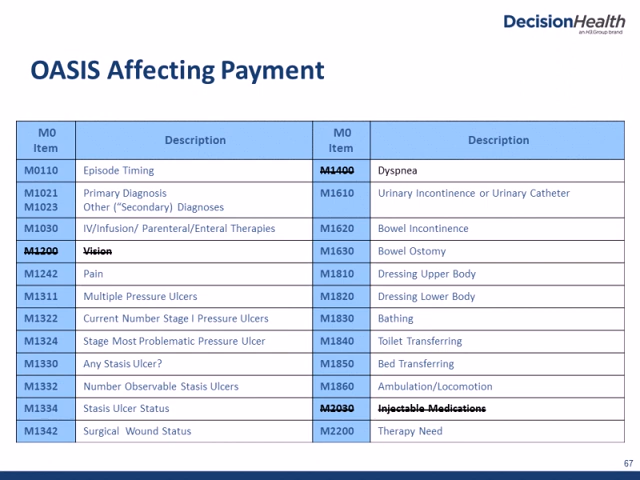 DecisionHealth
an H3.Group brand
OASIS Affecting Payment
M0 Item Description M0 Item Description
M0110 Episode Timing M1400 Dyspnea
M1021 Primary Diagnosis M1610 Urinary Incontinence or Urinary Catheter
M1023 Other (“Secondary) Diagnoses
M1030 IV/Infusion/ Parenteral/Enteral Therapies M1620 Bowel Incontinence
M1200 Vision M1630 Bowel Ostomy
M1242 Pain M1810 Dressing Upper Body
M1311 Multiple Pressure Ulcers M1820 Dressing Lower Body
M1322 Current Number Stage I Pressure Ulcers M1830 Bathing
M1324 Stage Most Problematic Pressure Ulcer M1840 Toilet Transferring
M1330 Any Stasis Ulcer? M1850 Bed Transferring
M1332 Number Observable Stasis Ulcers M1860 Ambulation/Locomotion
M1334 Stasis Ulcer Status M2030 Injectable Medications
M1342 Surgical Wound Status M2200 Therapy Need
67